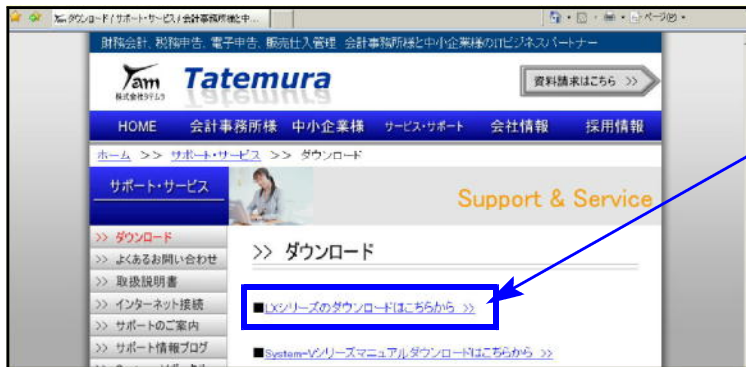 ダウンロード / サポート・サービス / 会計事務所様と中...
ページ(P)
財務会計、税務申告、電子申告、販売仕入管理 会計事務所様と中小企業様のITビジネスパートナー
Tam
株式会社タテムラ
Tatemura
資料請求はこちら >>
HOME 会計事務所様 中小企業様 サービス・サポート 会社情報 採用情報
ホーム >> サポート・サービス >> ダウンロード
サポート・サービス
Support & Service
>> ダウンロード
>> よくあるお問い合わせ
>> 取扱説明書
>> インターネット接続
>> サポートのご案内
>> サポート情報ブログ
>> ダウンロード
■LXシリーズのダウンロードはこちらから >>
■System-Vシリーズマニュアルダウンロードはこちらから >>